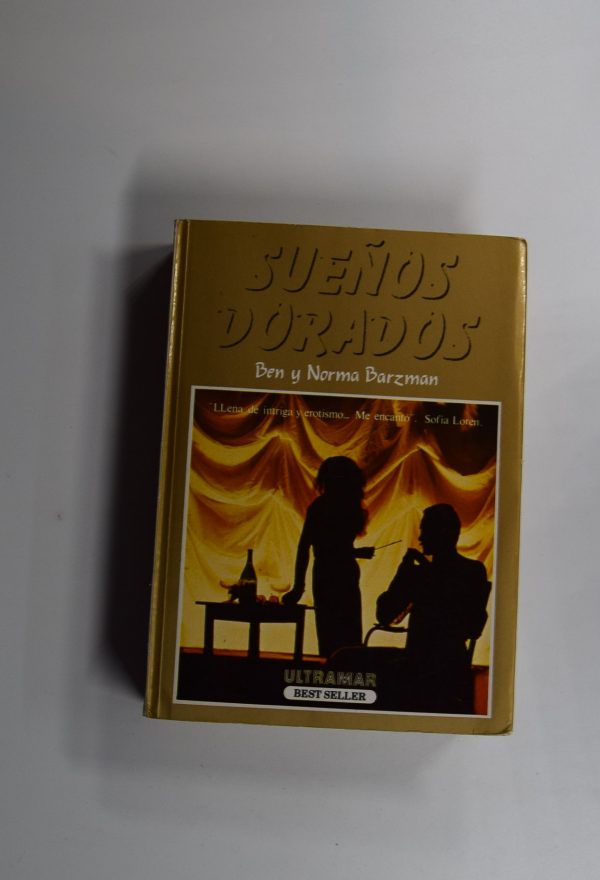 SUEÑOS
DORADOS
Ben y Norma Barzman
"LLena de intriga y erotismo... Me encantó". Sofía Loren.
ULTRAMAR
BEST SELLER